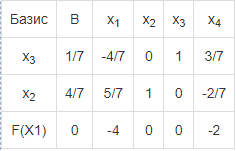 Базис B x₁ x₂ x₃ x₄
x₃ 1/7 -4/7 0 1 3/7
x₂ 4/7 5/7 1 0 -2/7
F(X1) 0 -4 0 0 -2